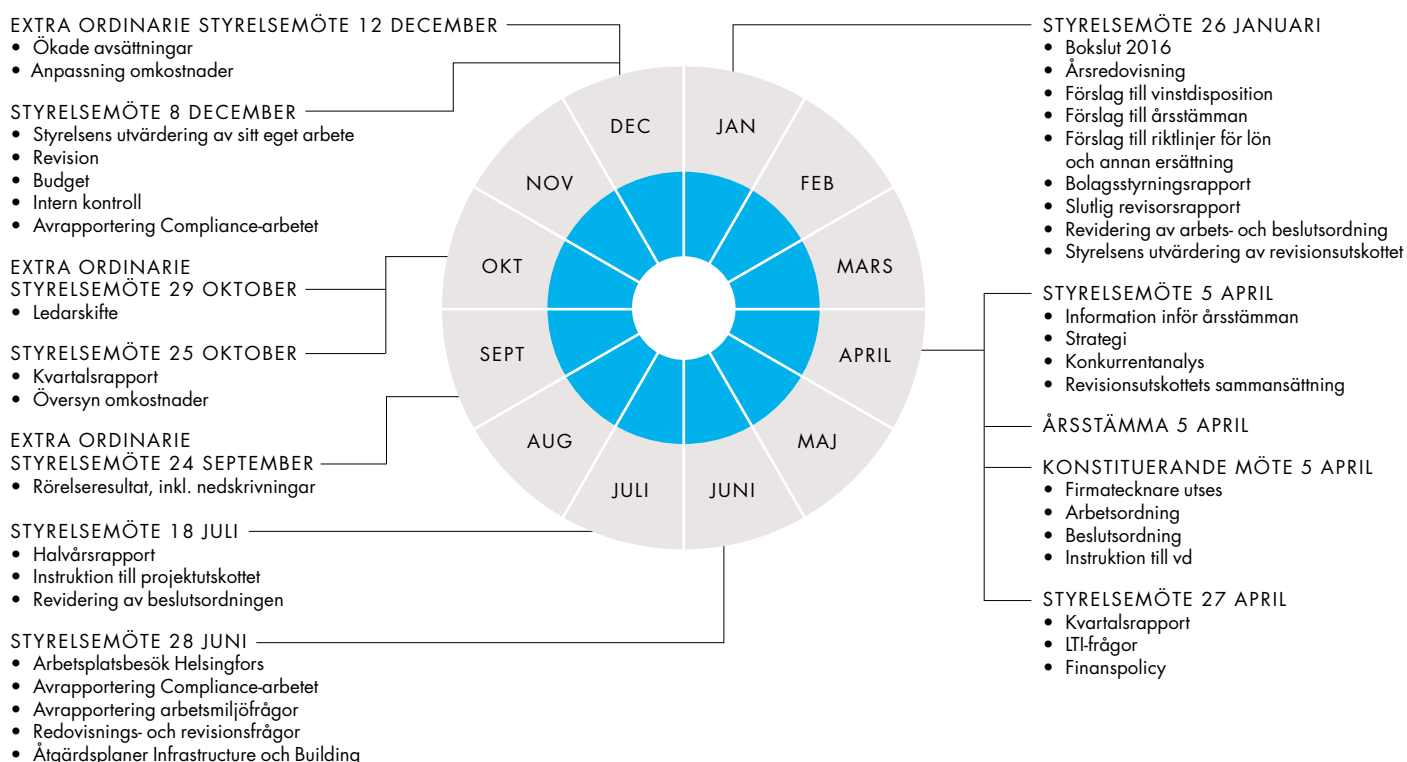 EXTRA ORDINARIE STYRELSEMÖTE 12 DECEMBER
• Ökade avsättningar
• Anpassning omkostnader
STYRELSEMÖTE 8 DECEMBER
• Styrelsens utvärdering av sitt eget arbete
• Revision
• Budget
• Intern kontroll
• Avrapportering Compliance-arbetet
EXTRA ORDINARIE
STYRELSEMÖTE 29 OKTOBER
• Ledarskifte
STYRELSEMÖTE 25 OKTOBER
• Kvartalsrapport
• Översyn omkostnader
EXTRA ORDINARIE
STYRELSEMÖTE 24 SEPTEMBER
• Rörelseresultat, inkl. nedskrivningar
STYRELSEMÖTE 18 JULI
• Halvårsrapport
• Instruktion till projektutskottet
• Revidering av beslutsordningen
STYRELSEMÖTE 28 JUNI
• Arbetsplatsbesök Helsingfors
• Avrapportering Compliance-arbetet
• Avrapportering arbetsmiljöfrågor
• Redovisnings- och revisionsfrågor
• Åtgärdsplaner Infrastructure och Building
JAN
FEB
MARS
APRIL
MAJ
JUNI
JULI
AUG
SEPT
OKT
NOV
DEC
STYRELSEMÖTE 26 JANUARI
• Bokslut 2016
• Årsredovisning
• Förslag till vinstdisposition
• Förslag till årsstämman
• Förslag till riktlinjer för lön
och annan ersättning
• Bolagsstyrningsrapport
• Slutlig revisorsrapport
• Revidering av arbets- och beslutsordning
• Styrelsens utvärdering av revisionsutskottet
STYRELSEMÖTE 5 APRIL
• Information inför årsstämman
• Strategi
• Konkurrentanalys
• Revisionsutskottets sammansättning
ÅRSSTÄMMA 5 APRIL
KONSTITUERANDE MÖTE 5 APRIL
• Firmatecknare utses
• Arbetsordning
• Beslutsordning
• Instruktion till vd
STYRELSEMÖTE 27 APRIL
• Kvartalsrapport
• LTI-frågor
• Finanspolicy